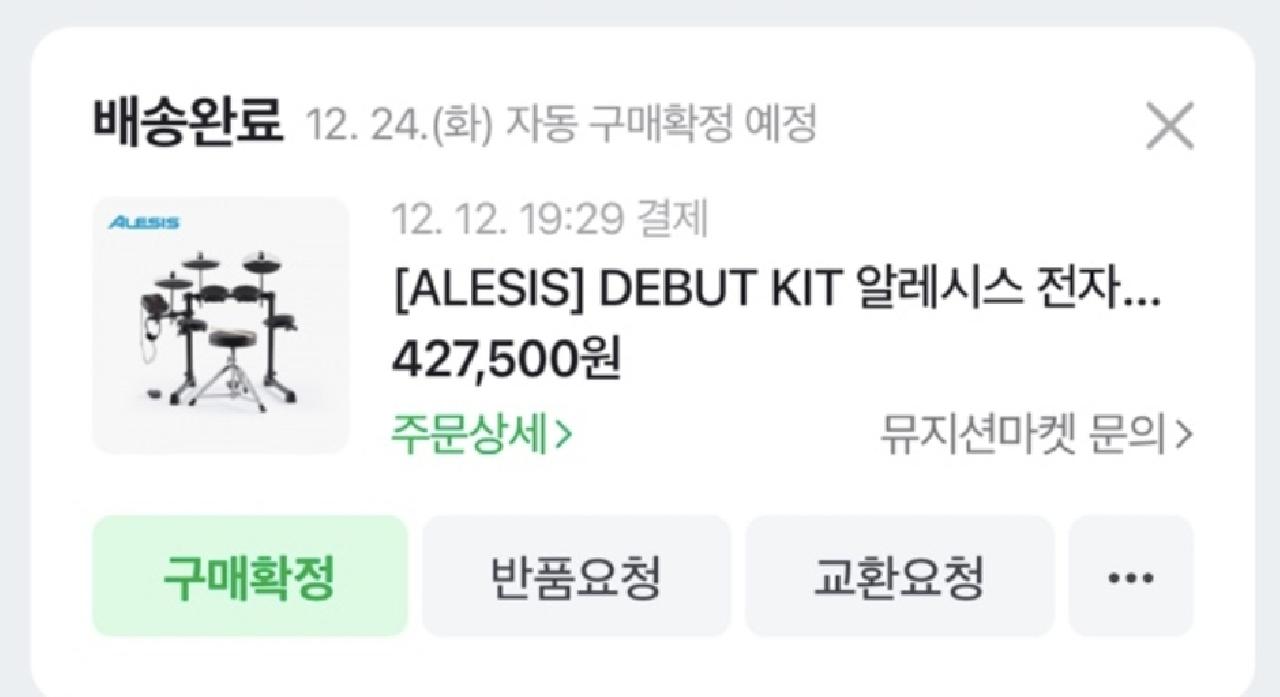 배송완료 12. 24.(화) 자동 구매확정 예정
ALESIS
12. 12. 19:29 결제
[ALESIS] DEBUT KIT 알레시스 전자...
427,500원
주문상세>
뮤지션마켓 문의>
구매확정
반품요청
교환요청